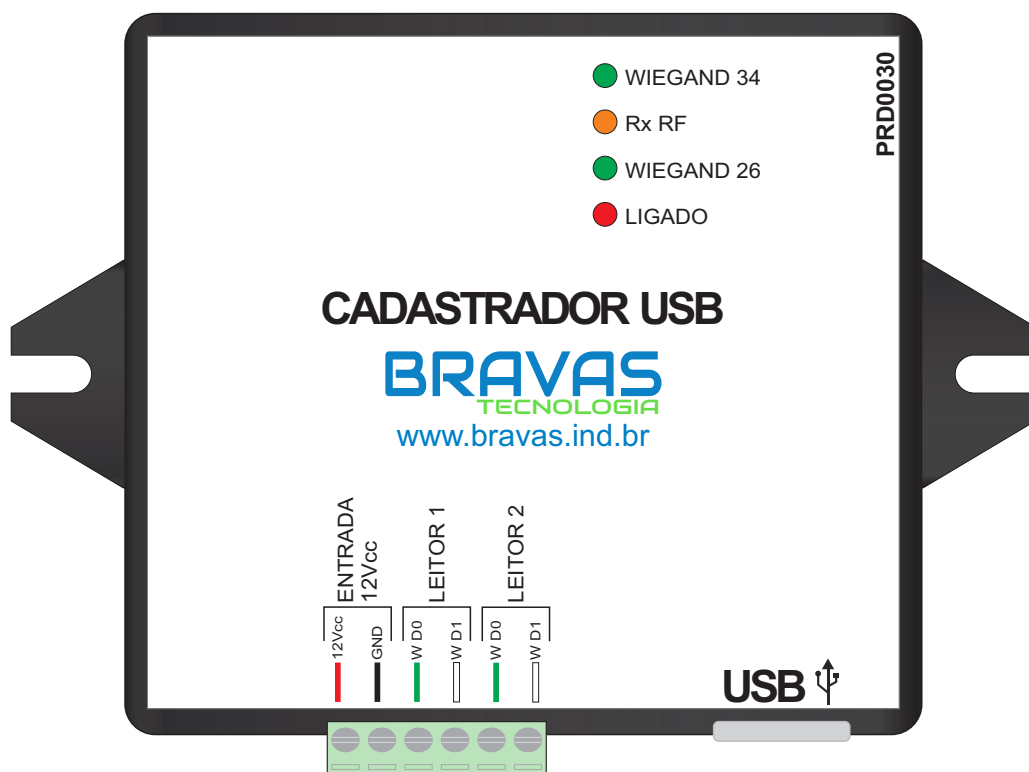 WIEGAND 34
Rx RF
WIEGAND 26
LIGADO
PRD0030
CADASTRADOR USB
BRAVAS
TECNOLOGIA
www.bravas.ind.br
ENTRADA
12Vcc
LEITOR 1
LEITOR 2
12Vcc
GND
W D0
W D1
W D0
W D1
USB